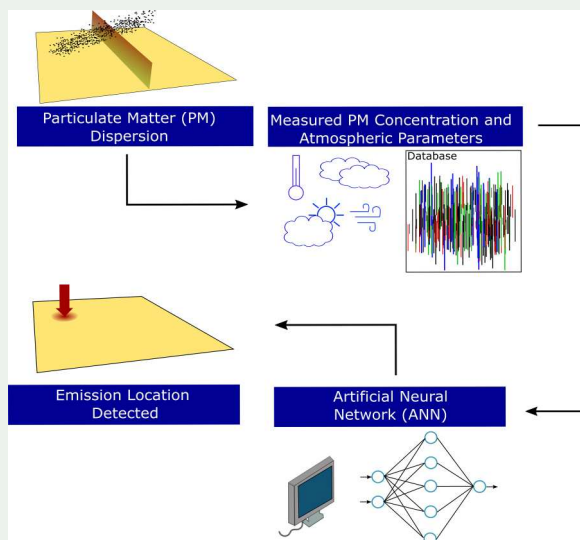 Particulate Matter (PM)
Dispersion
Measured PM Concentration and
Atmospheric Parameters
Database
Emission Location
Detected
Artificial Neural
Network (ANN)